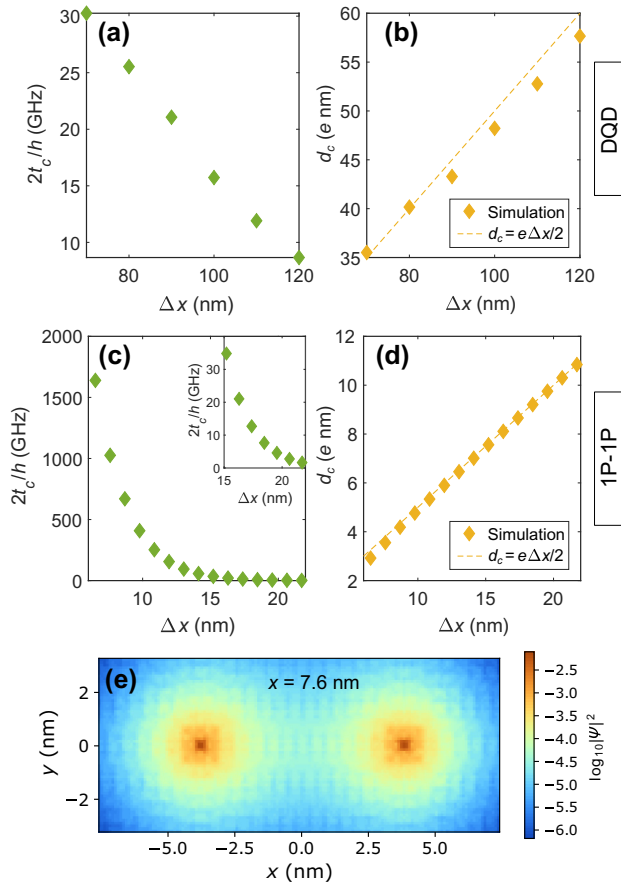 (a)
30
25
20
15
10
2t_c/h (GHz)
80
100
120
Δx (nm)
(b)
60
55
50
45
40
35
d_c (e nm)
Simulation
d_c = eΔx/2
80
100
120
Δx (nm)
DQD
(c)
2000
1500
1000
500
0
2t_c/h (GHz)
10
15
20
Δx (nm)
30
20
10
0
2t_c/h (GHz)
15
20
Δx (nm)
(d)
12
10
8
6
4
2
d_c (e nm)
Simulation
d_c = eΔx/2
10
15
20
Δx (nm)
1P-1P
(e)
x = 7.6 nm
2
0
−2
y (nm)
−5.0
−2.5
0.0
2.5
5.0
x (nm)
−2.5
−3.0
−3.5
−4.0
−4.5
−5.0
−5.5
−6.0
log₁₀|Ψ|²